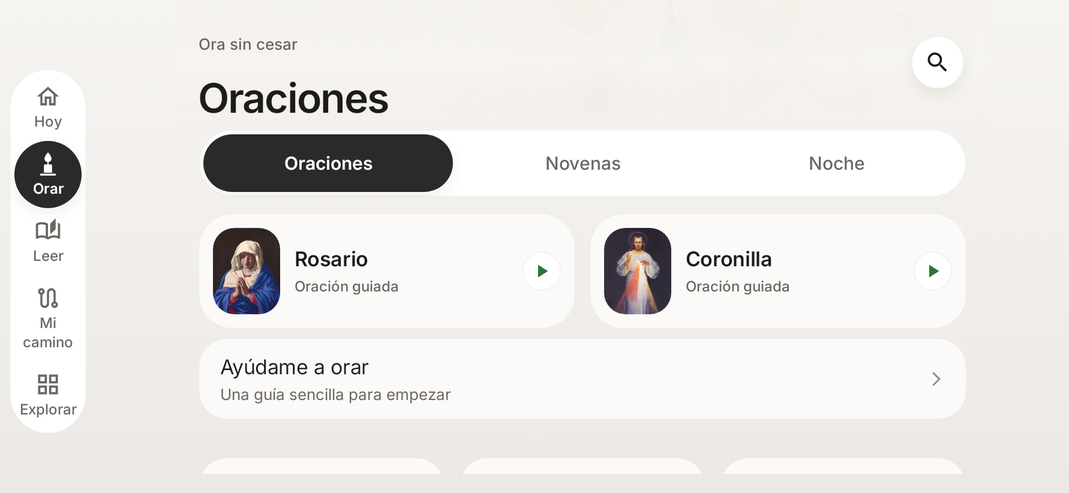 Ora sin cesar
Oraciones
Hoy
Orar
Leer
Mi
camino
Explorar
Oraciones
Novenas
Noche
Rosario
Oración guiada
Coronilla
Oración guiada
Ayúdame a orar
Una guía sencilla para empezar